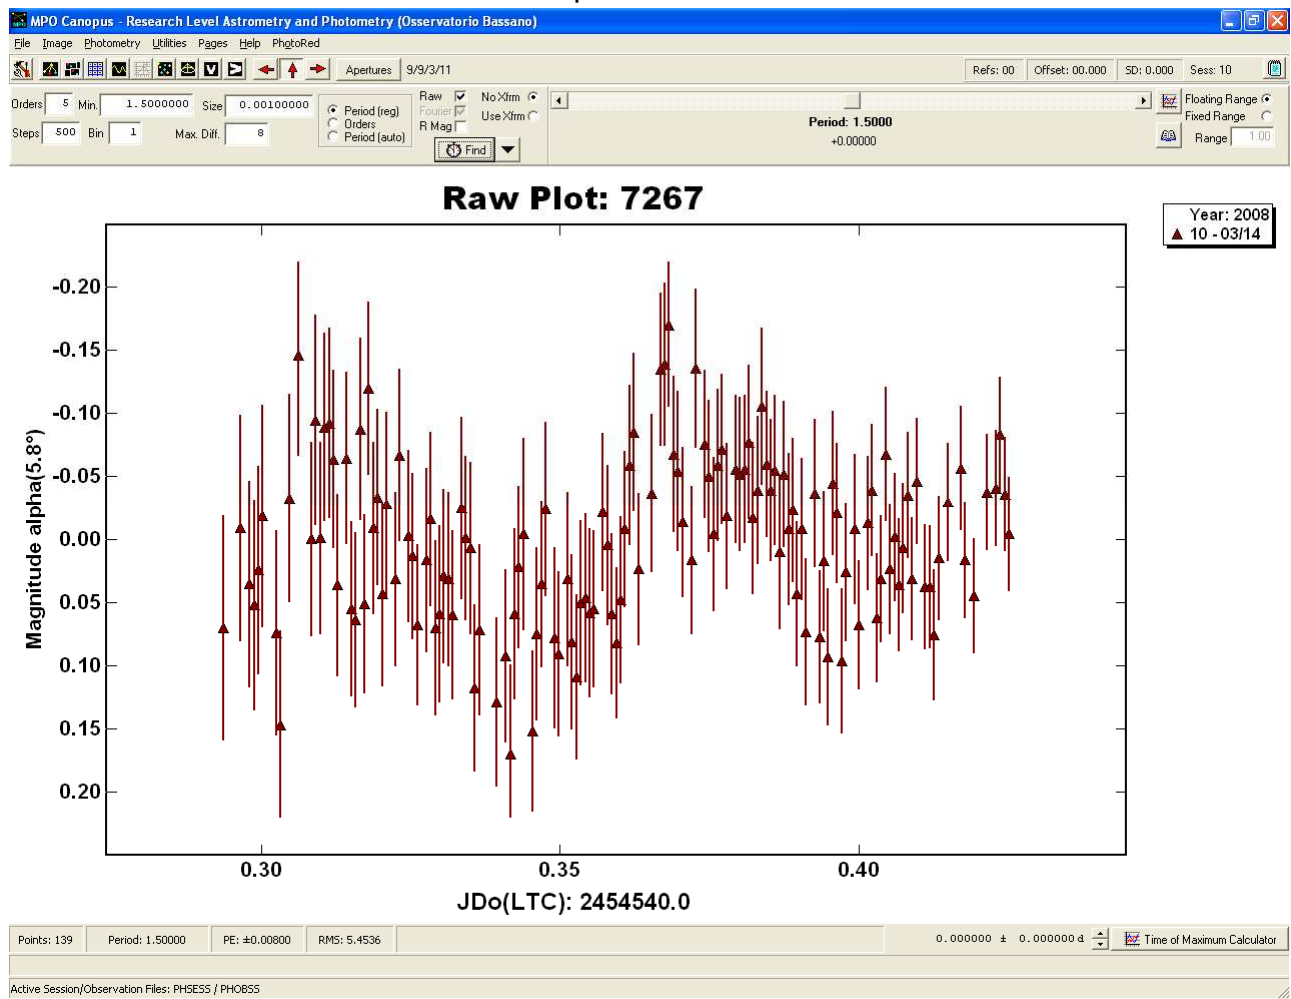 MPO Canopus - Research Level Astrometry and Photometry (Osservatorio Bassano)
File Image Photometry Utilities Pages Help PhotoRed
Apertures 9/9/3/11 Refs: 00 Offset: 00.000 SD: 0.000 Sess: 10
Orders 5 Min. 1.5000000 Size 0.00100000
Steps 500 Bin 1 Max. Diff. 8
Period (reg)
Orders
Period (auto)
Raw No Xfrm
Fourier Use Xfrm
R Mag
Find
Period: 1.5000
+0.00000
Floating Range
Fixed Range
Range 1.00
Raw Plot: 7267
Year: 2008
10 - 03/14
Magnitude alpha(5.8°)
-0.20
-0.15
-0.10
-0.05
0.00
0.05
0.10
0.15
0.20
0.30 0.35 0.40
JDo(LTC): 2454540.0
Points: 139 Period: 1.50000 PE: ±0.00800 RMS: 5.4536 0.000000 ± 0.000000 d Time of Maximum Calculator
Active Session/Observation Files: PHSESS / PHOBSS